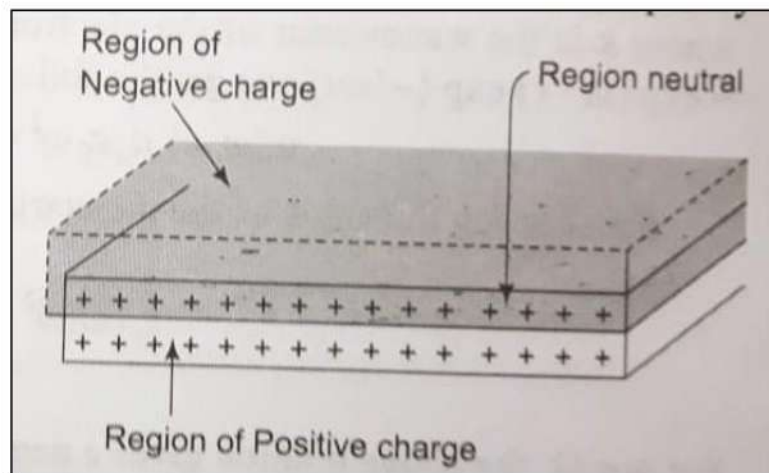 Region of
Negative charge
Region neutral
+ + + + + + + + + + + + + + +
+ + + + + + + + + + + + + + +
Region of Positive charge